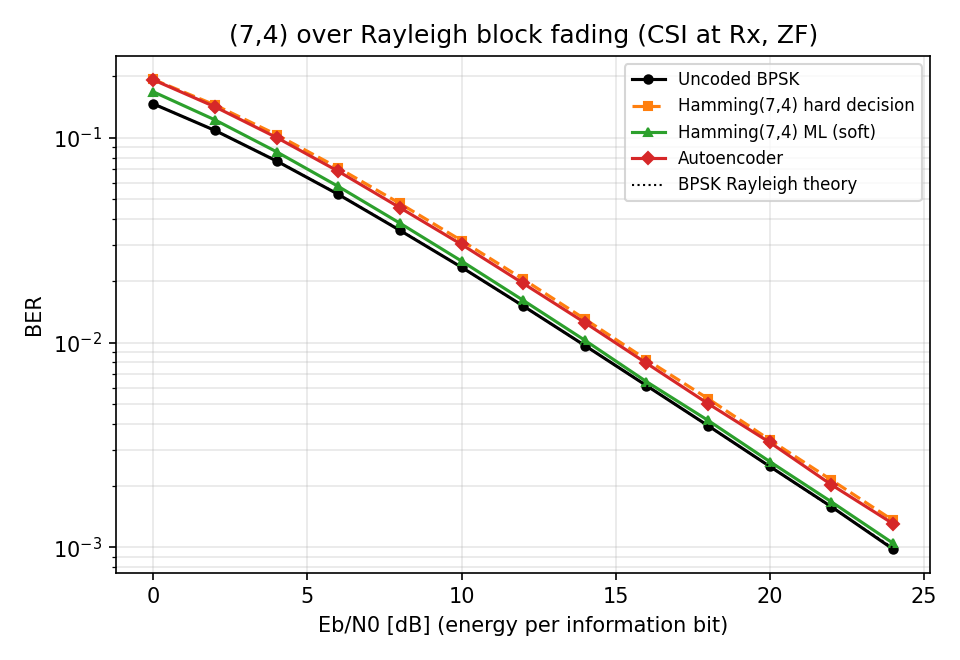 (7,4) over Rayleigh block fading (CSI at Rx, ZF)
Uncoded BPSK
Hamming(7,4) hard decision
Hamming(7,4) ML (soft)
Autoencoder
BPSK Rayleigh theory
BER
10⁻¹
10⁻²
10⁻³
0 5 10 15 20 25
Eb/N0 [dB] (energy per information bit)